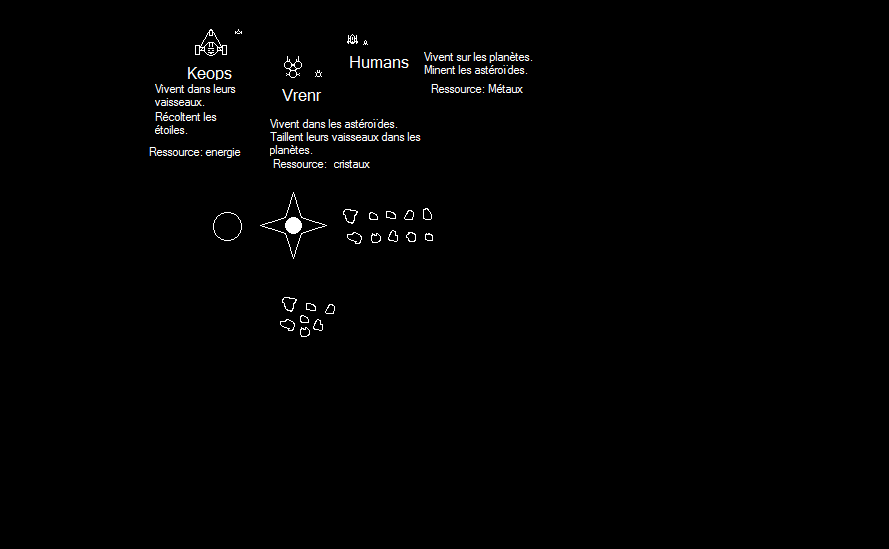 Keops
Vivent dans leurs
vaisseaux.
Récoltent les
étoiles.
Ressource: energie
Vrenr
Vivent dans les astéroïdes.
Taillent leurs vaisseaux dans les
planètes.
Ressource: cristaux
Humans
Vivent sur les planètes.
Minent les astéroïdes.
Ressource: Métaux